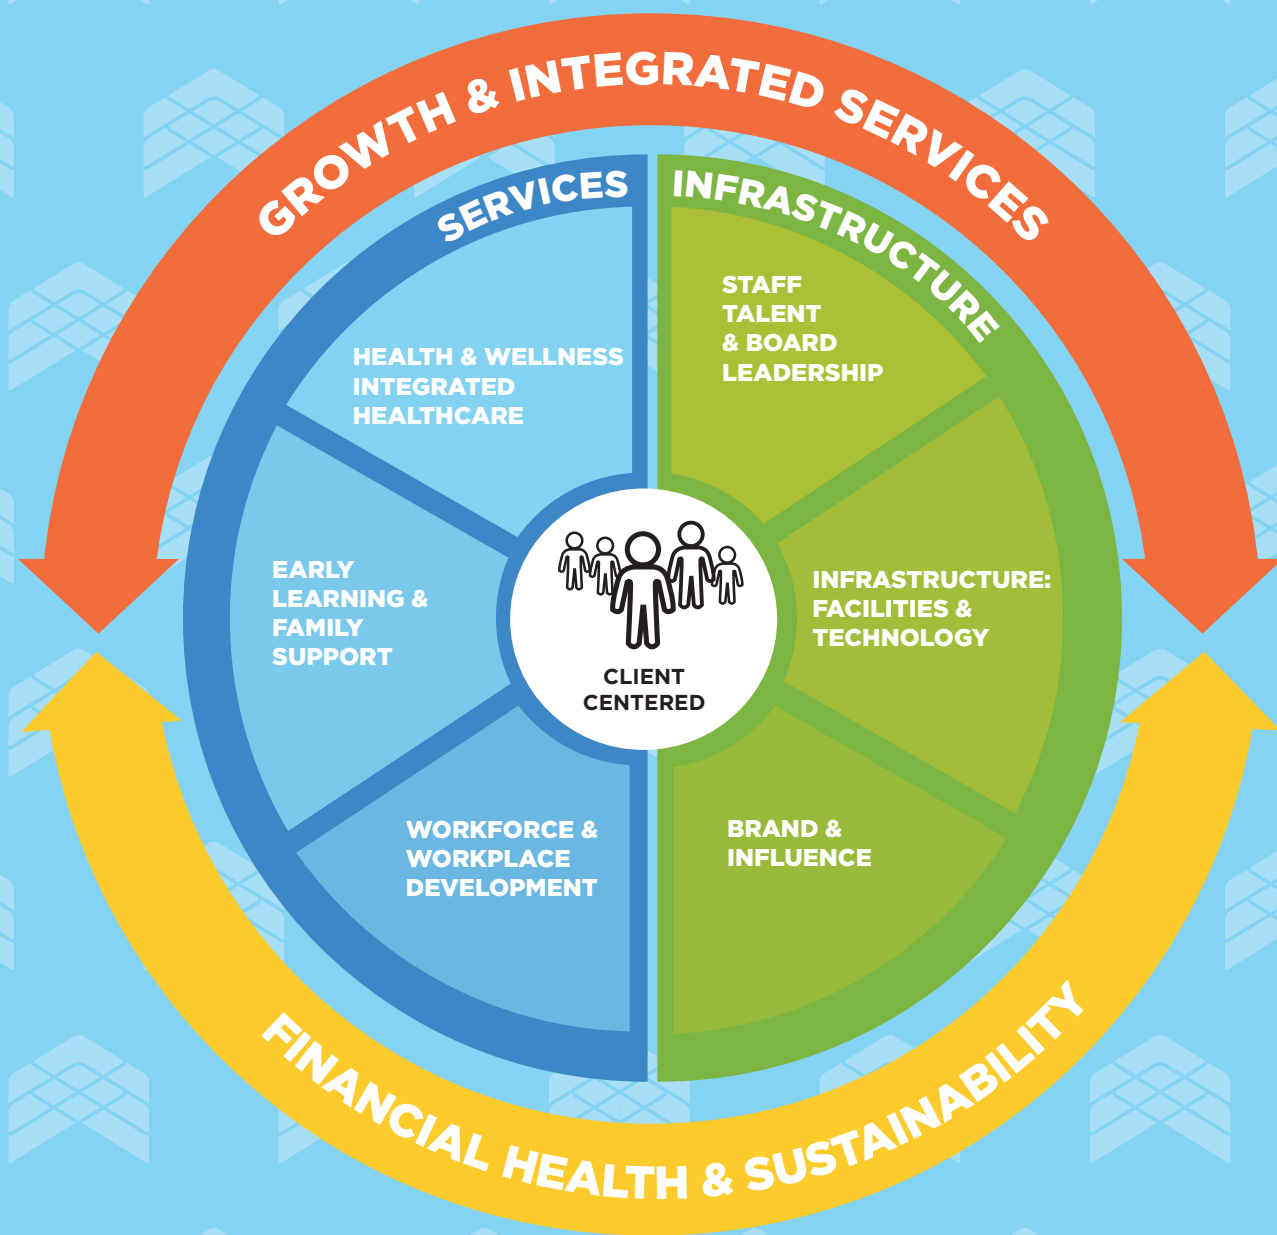 GROWTH & INTEGRATED SERVICES
SERVICES
INFRASTRUCTURE
HEALTH & WELLNESS
INTEGRATED
HEALTHCARE
STAFF
TALENT
& BOARD
LEADERSHIP
EARLY
LEARNING &
FAMILY
SUPPORT
INFRASTRUCTURE:
FACILITIES &
TECHNOLOGY
CLIENT
CENTERED
WORKFORCE &
WORKPLACE
DEVELOPMENT
BRAND &
INFLUENCE
FINANCIAL HEALTH & SUSTAINABILITY